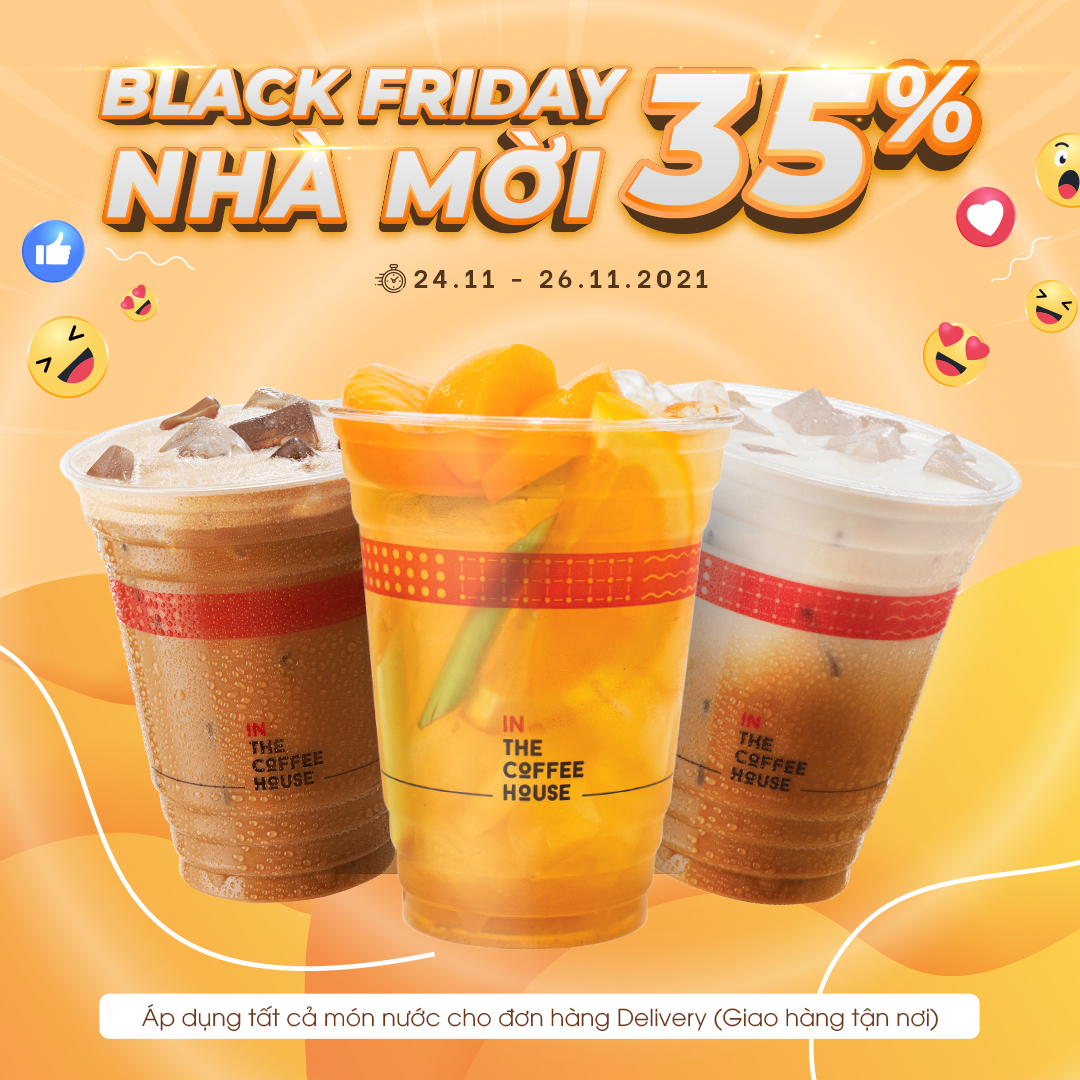 BLACK FRIDAY
NHÀ MỜI 35%
24.11 - 26.11.2021
IN
THE
COFFEE
HOUSE
IN
THE
COFFEE
HOUSE
IN
THE
COFFEE
HOUSE
Áp dụng tất cả món nước cho đơn hàng Delivery (Giao hàng tận nơi)